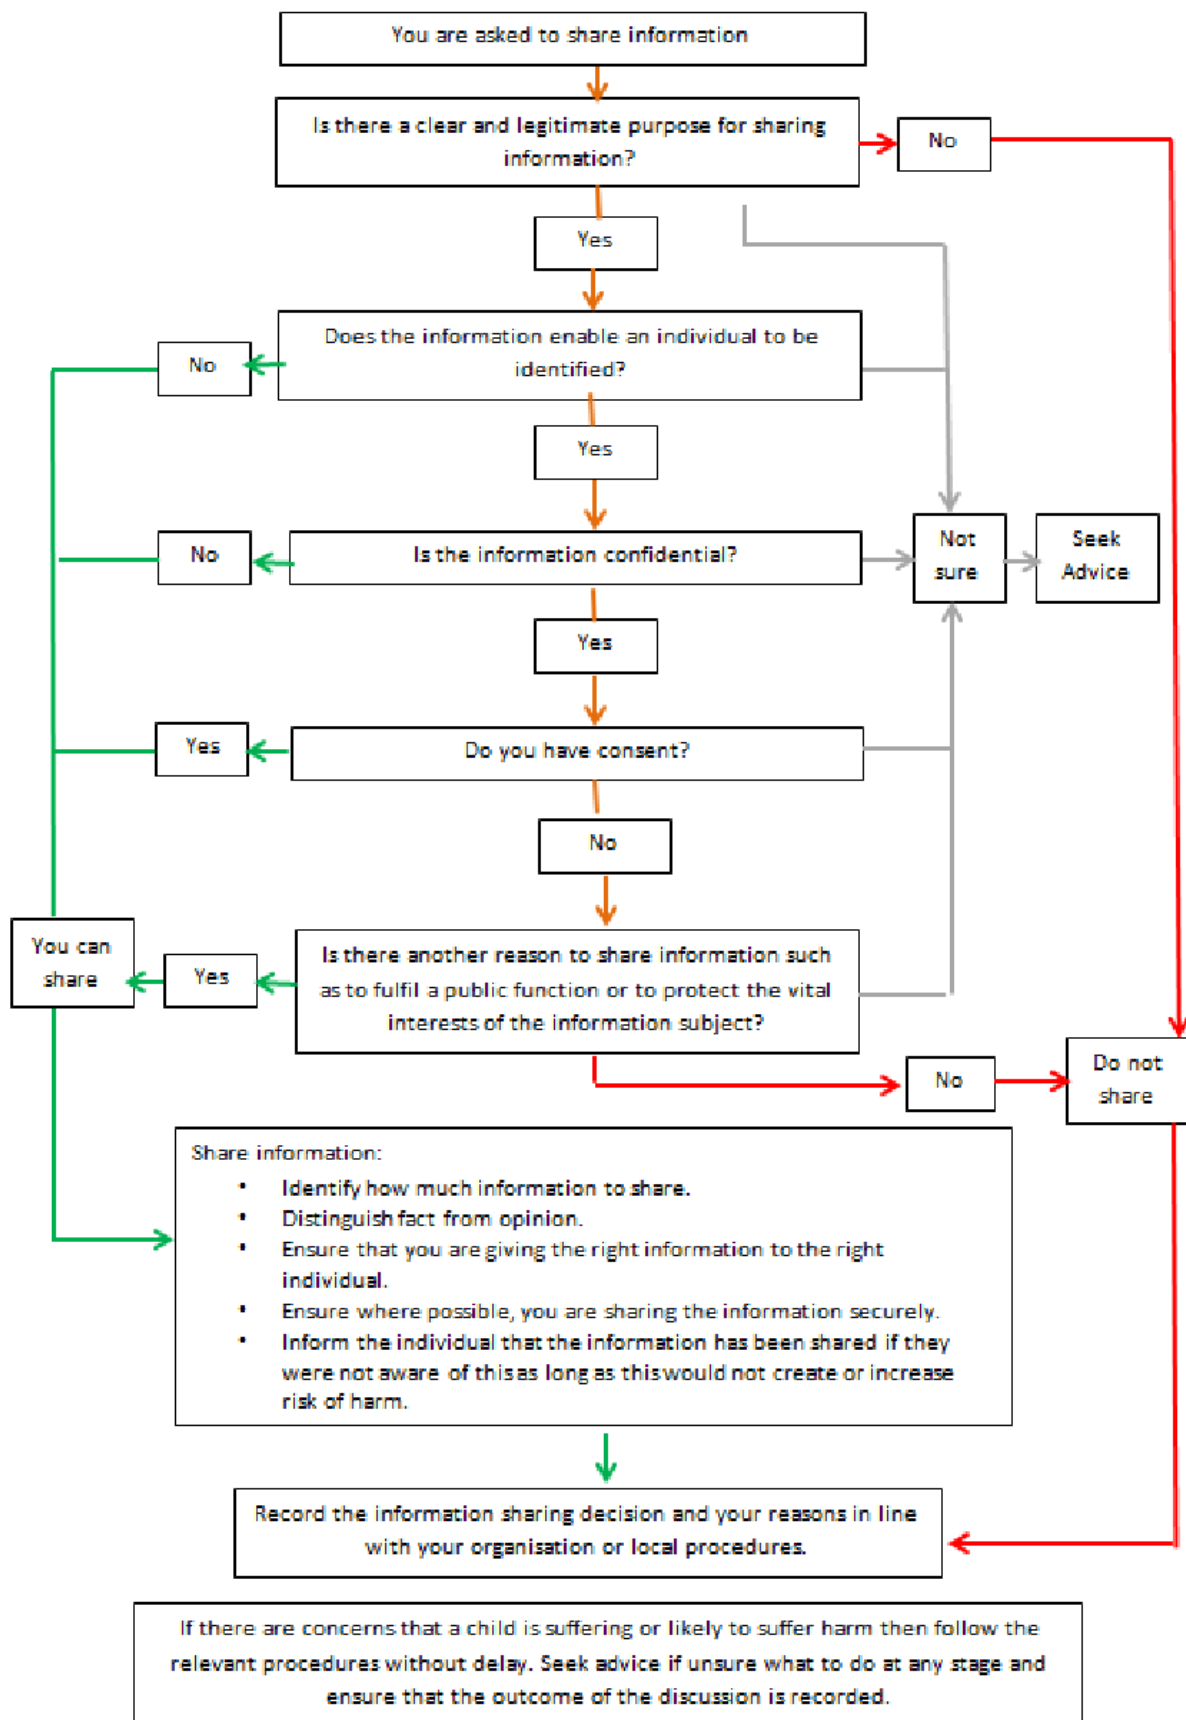 You are asked to share information
Is there a clear and legitimate purpose for sharing
information?
No
Yes
Does the information enable an individual to be
identified?
No
Yes
Is the information confidential?
No
Not
sure
Seek
Advice
Yes
Do you have consent?
Yes
No
You can
share
Yes
Is there another reason to share information such
as to fulfil a public function or to protect the vital
interests of the information subject?
No
Do not
share
Share information:
• Identify how much information to share.
• Distinguish fact from opinion.
• Ensure that you are giving the right information to the right
individual.
• Ensure where possible, you are sharing the information securely.
• Inform the individual that the information has been shared if they
were not aware of this as long as this would not create or increase
risk of harm.
Record the information sharing decision and your reasons in line
with your organisation or local procedures.
If there are concerns that a child is suffering or likely to suffer harm then follow the
relevant procedures without delay. Seek advice if unsure what to do at any stage and
ensure that the outcome of the discussion is recorded.